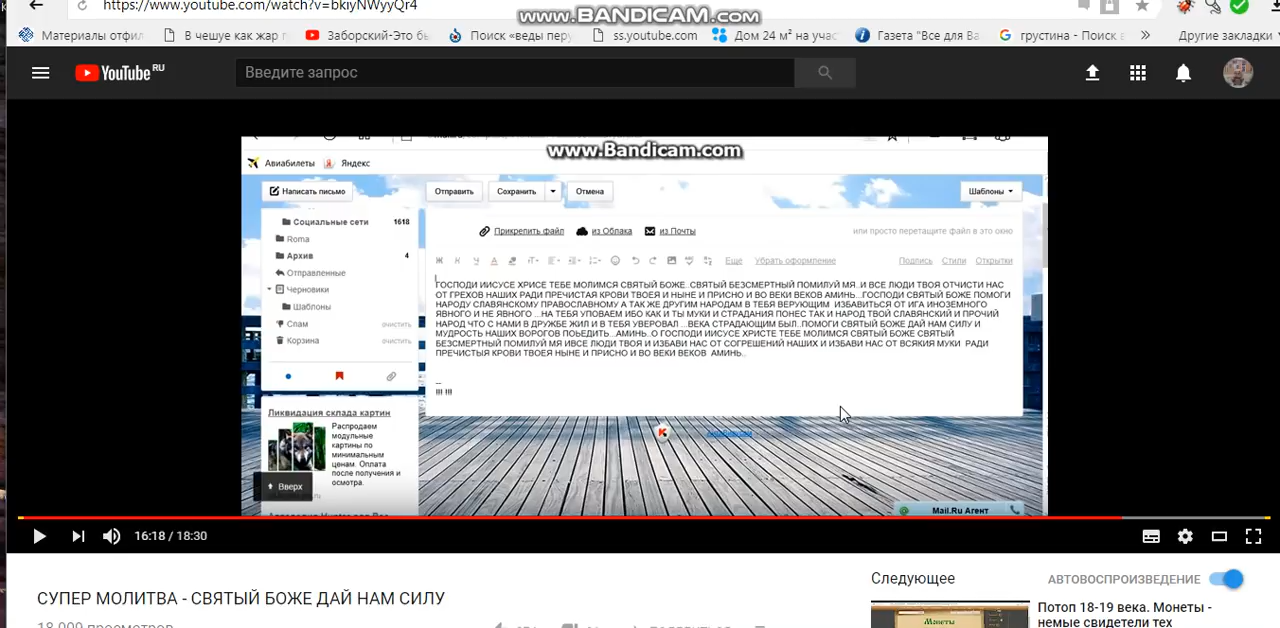 https://www.youtube.com/watch?v=bkiyNWyyQr4
www.BANDICAM.com
Материалы отфил
В чешуе как жар
Заборский-Это бы
Поиск «веды пер
ss.youtube.com
Дом 24 м² на учас
Газета "Все для Ва
грустина - Поиск
»
Другие закладки
YouTube RU
Введите запрос
www.Bandicam.com
Авиабилеты
Яндекс
Написать письмо
Отправить
Сохранить
Отмена
Шаблоны
Социальные сети 1618
Roma
Архив 4
Отправленные
Черновики
Шаблоны
Спам очистить
Корзина очистить
Прикрепить файл
из Облака
из Почты
или просто перетащите файл в это окно
Еще
Убрать оформление
Подпись
Стили
Открытки
ГОСПОДИ ИИСУСЕ ХРИСЕ ТЕБЕ МОЛИМСЯ СВЯТЫЙ БОЖЕ..СВЯТЫЙ БЕЗСМЕРТНЫЙ ПОМИЛУЙ МЯ..И ВСЕ ЛЮДИ ТВОЯ ОТЧИСТИ НАС
ОТ ГРЕХОВ НАШИХ РАДИ ПРЕЧИСТАЯ КРОВИ ТВОЕЯ И НЫНЕ И ПРИСНО И ВО ВЕКИ ВЕКОВ АМИНЬ...ГОСПОДИ СВЯТЫЙ БОЖЕ ПОМОГИ
НАРОДУ СЛАВЯНСКОМУ ПРАВОСЛАВНОМУ А ТАК ЖЕ ДРУГИМ НАРОДАМ В ТЕБЯ ВЕРУЮЩИМ ИЗБАВИТЬСЯ ОТ ИГА ИНОЗЕМНОГО
ЯВНОГО И НЕ ЯВНОГО ...НА ТЕБЯ УПОВАЕМ ИБО КАК И ТЫ МУКИ И СТРАДАНИЯ ПОНЕС ТАК И НАРОД ТВОЙ СЛАВЯНСКИЙ И ПРОЧИЙ
НАРОД ЧТО С НАМИ В ДРУЖБЕ ЖИЛ И В ТЕБЯ УВЕРОВАЛ ...ВЕКА СТРАДАЮЩИМ БЫЛ..ПОМОГИ СВЯТЫЙ БОЖЕ ДАЙ НАМ СИЛУ И
МУДРОСТЬ НАШИХ ВОРОГОВ ПОБЕДИТЬ...АМИНЬ..О ГОСПОДИ ИИСУСЕ ХРИСТЕ ТЕБЕ МОЛИМСЯ СВЯТЫЙ БОЖЕ СВЯТЫЙ
БЕЗСМЕРТНЫЙ ПОМИЛУЙ МЯ ИВСЕ ЛЮДИ ТВОЯ И ИЗБАВИ НАС ОТ СОГРЕШЕНИЙ НАШИХ И ИЗБАВИ НАС ОТ ВСЯКИЯ МУКИ РАДИ
ПРЕЧИСТЫЯ КРОВИ ТВОЕЯ НЫНЕ И ПРИСНО И ВО ВЕКИ ВЕКОВ АМИНЬ..
--
!!! !!!
Ликвидация склада картин
Распродаем
модульные
картины по
минимальным
ценам. Оплата
после получения и
осмотра.
Вверх
Mail.Ru Агент
16:18 / 18:30
СУПЕР МОЛИТВА - СВЯТЫЙ БОЖЕ ДАЙ НАМ СИЛУ
Следующее
АВТОВОСПРОИЗВЕДЕНИЕ
Потоп 18-19 века. Монеты -
немые свидетели тех
Монеты